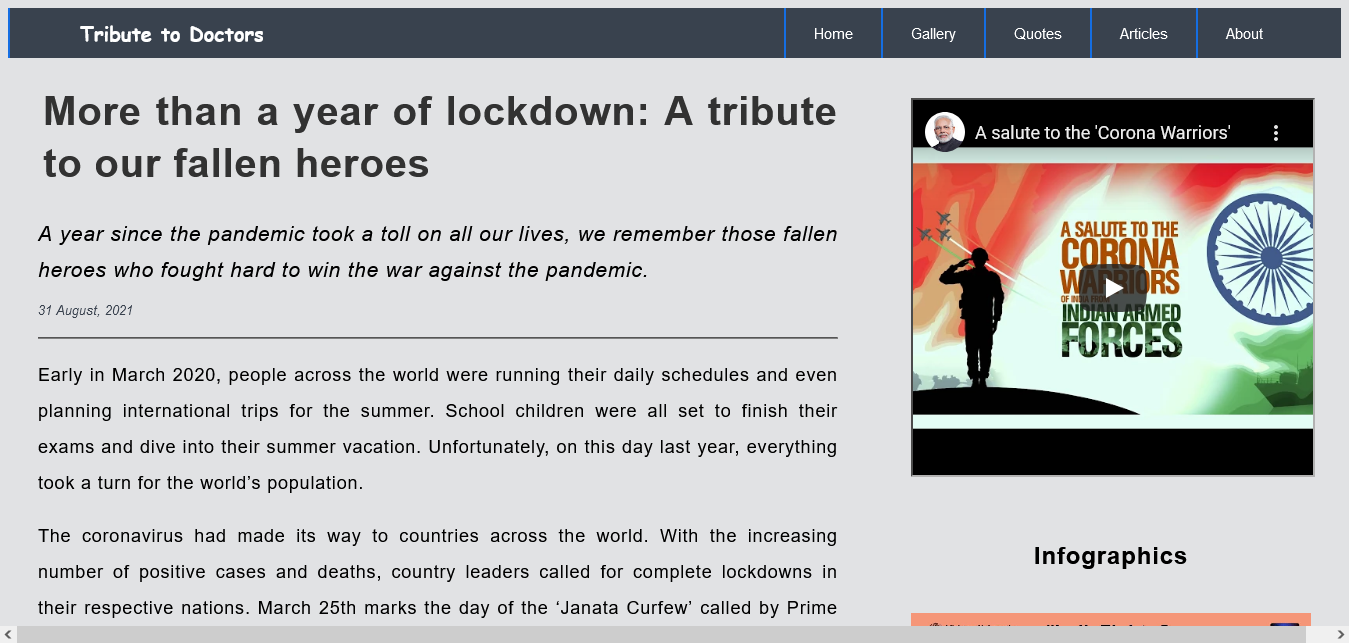 Tribute to Doctors
Home
Gallery
Quotes
Articles
About
More than a year of lockdown: A tribute
to our fallen heroes
A year since the pandemic took a toll on all our lives, we remember those fallen
heroes who fought hard to win the war against the pandemic.
31 August, 2021
Early in March 2020, people across the world were running their daily schedules and even
planning international trips for the summer. School children were all set to finish their
exams and dive into their summer vacation. Unfortunately, on this day last year, everything
took a turn for the world’s population.
The coronavirus had made its way to countries across the world. With the increasing
number of positive cases and deaths, country leaders called for complete lockdowns in
their respective nations. March 25th marks the day of the ‘Janata Curfew’ called by Prime
A salute to the 'Corona Warriors'
A SALUTE TO THE
CORONA
WARRIORS
OF INDIA FROM
INDIAN ARMED
FORCES
Infographics